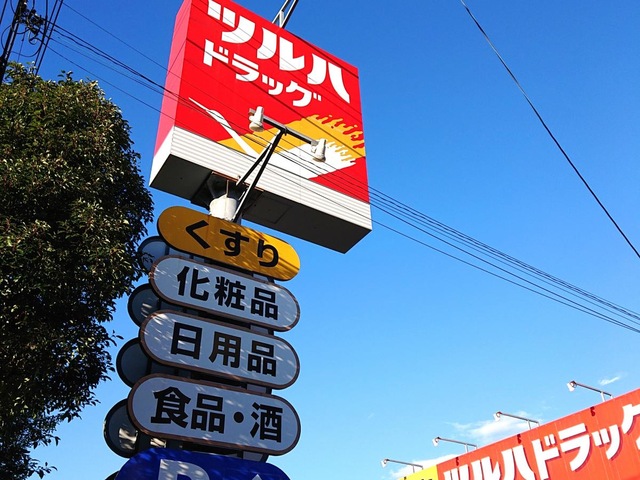 ツルハ
ドラッグ
くすり
化粧品
日用品
食品・酒
P
ツルハドラッグ